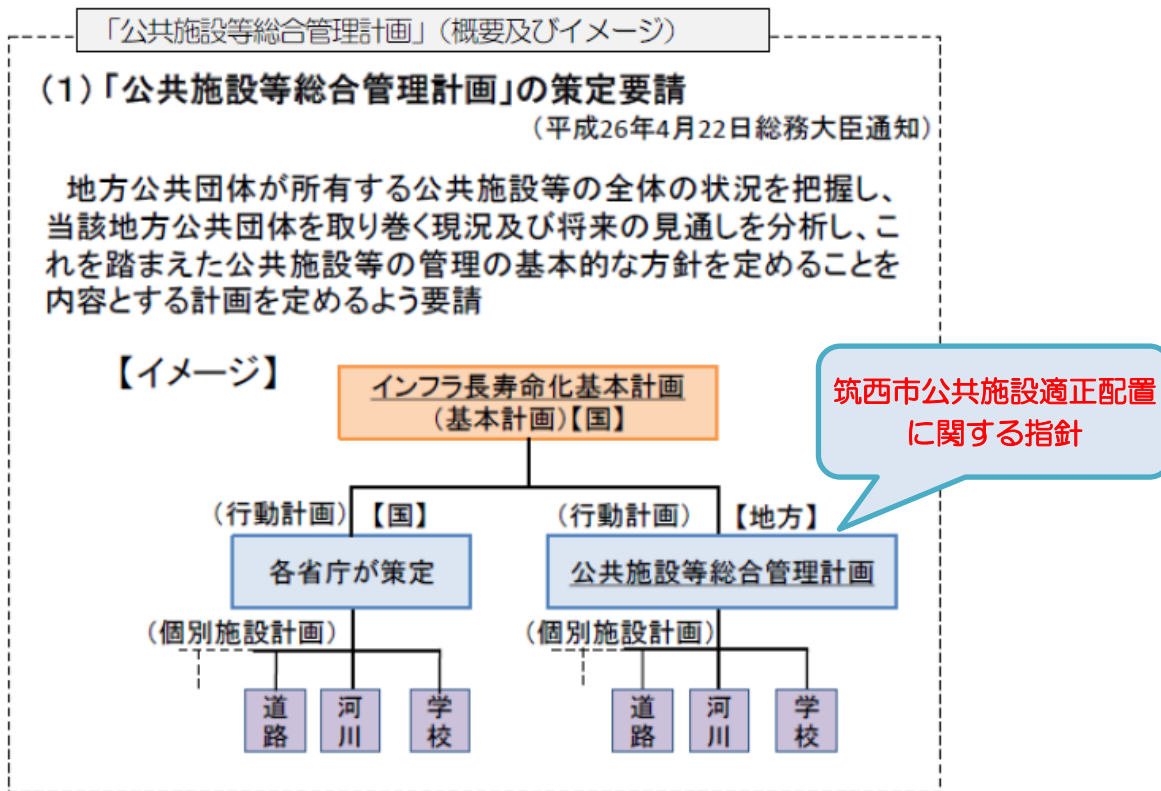 「公共施設等総合管理計画」（概要及びイメージ）
（１）「公共施設等総合管理計画」の策定要請
（平成26年4月22日総務大臣通知）
地方公共団体が所有する公共施設等の全体の状況を把握し、
当該地方公共団体を取り巻く現況及び将来の見通しを分析し、こ
れを踏まえた公共施設等の管理の基本的な方針を定めることを
内容とする計画を定めるよう要請
【イメージ】
インフラ長寿命化基本計画
（基本計画）【国】
筑西市公共施設適正配置
に関する指針
（行動計画）【国】
（行動計画）【地方】
各省庁が策定
公共施設等総合管理計画
（個別施設計画）
（個別施設計画）
道路
河川
学校
道路
河川
学校